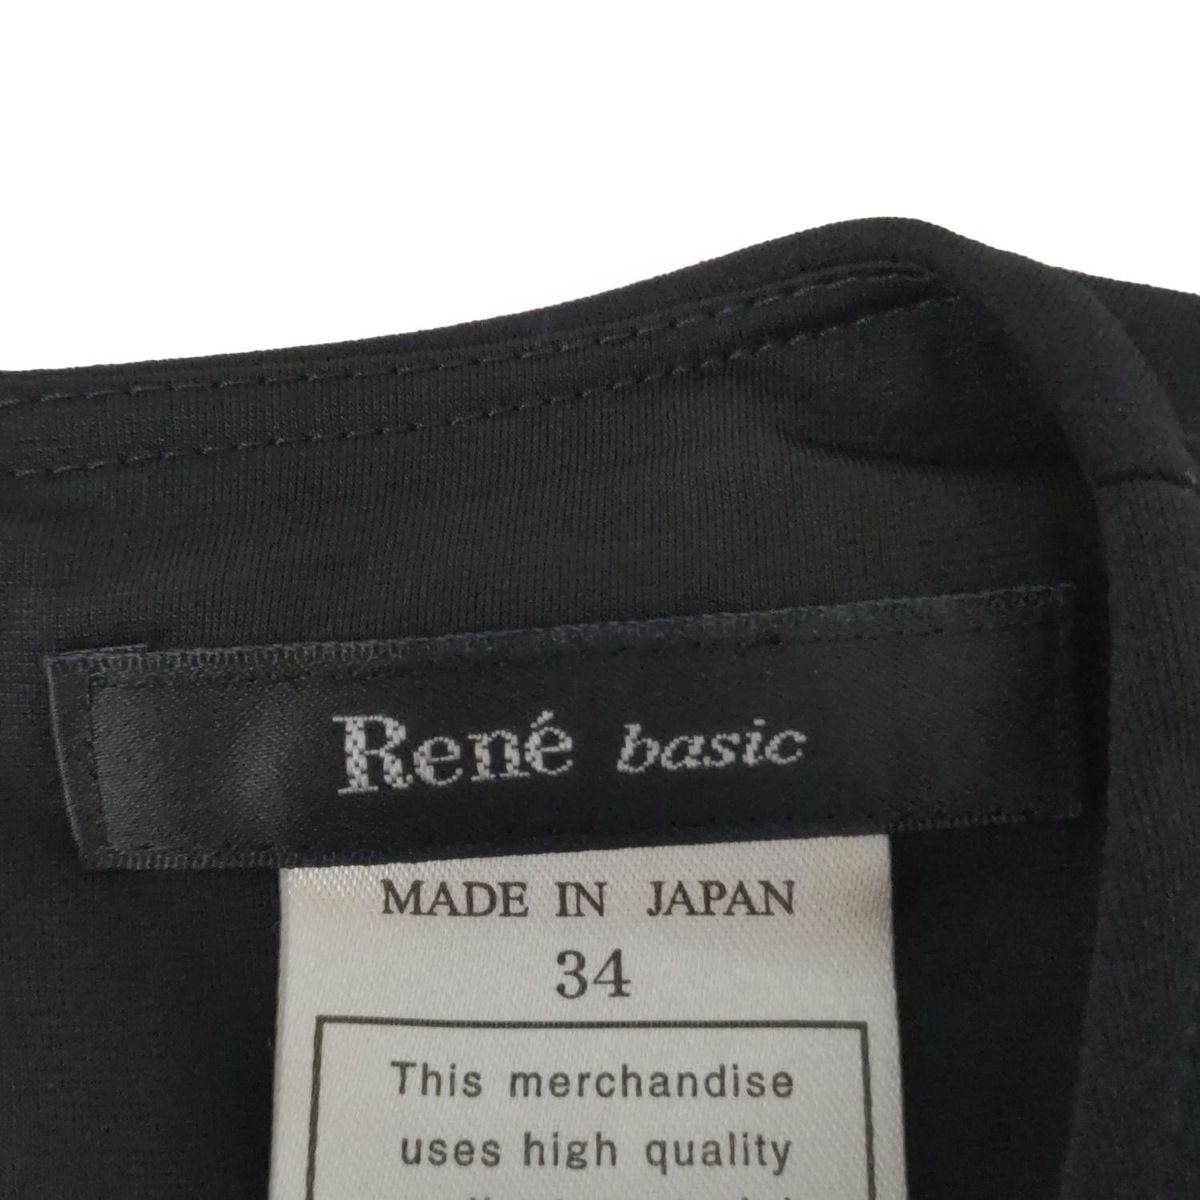 René basic
MADE IN JAPAN
34
This merchandise
uses high quality